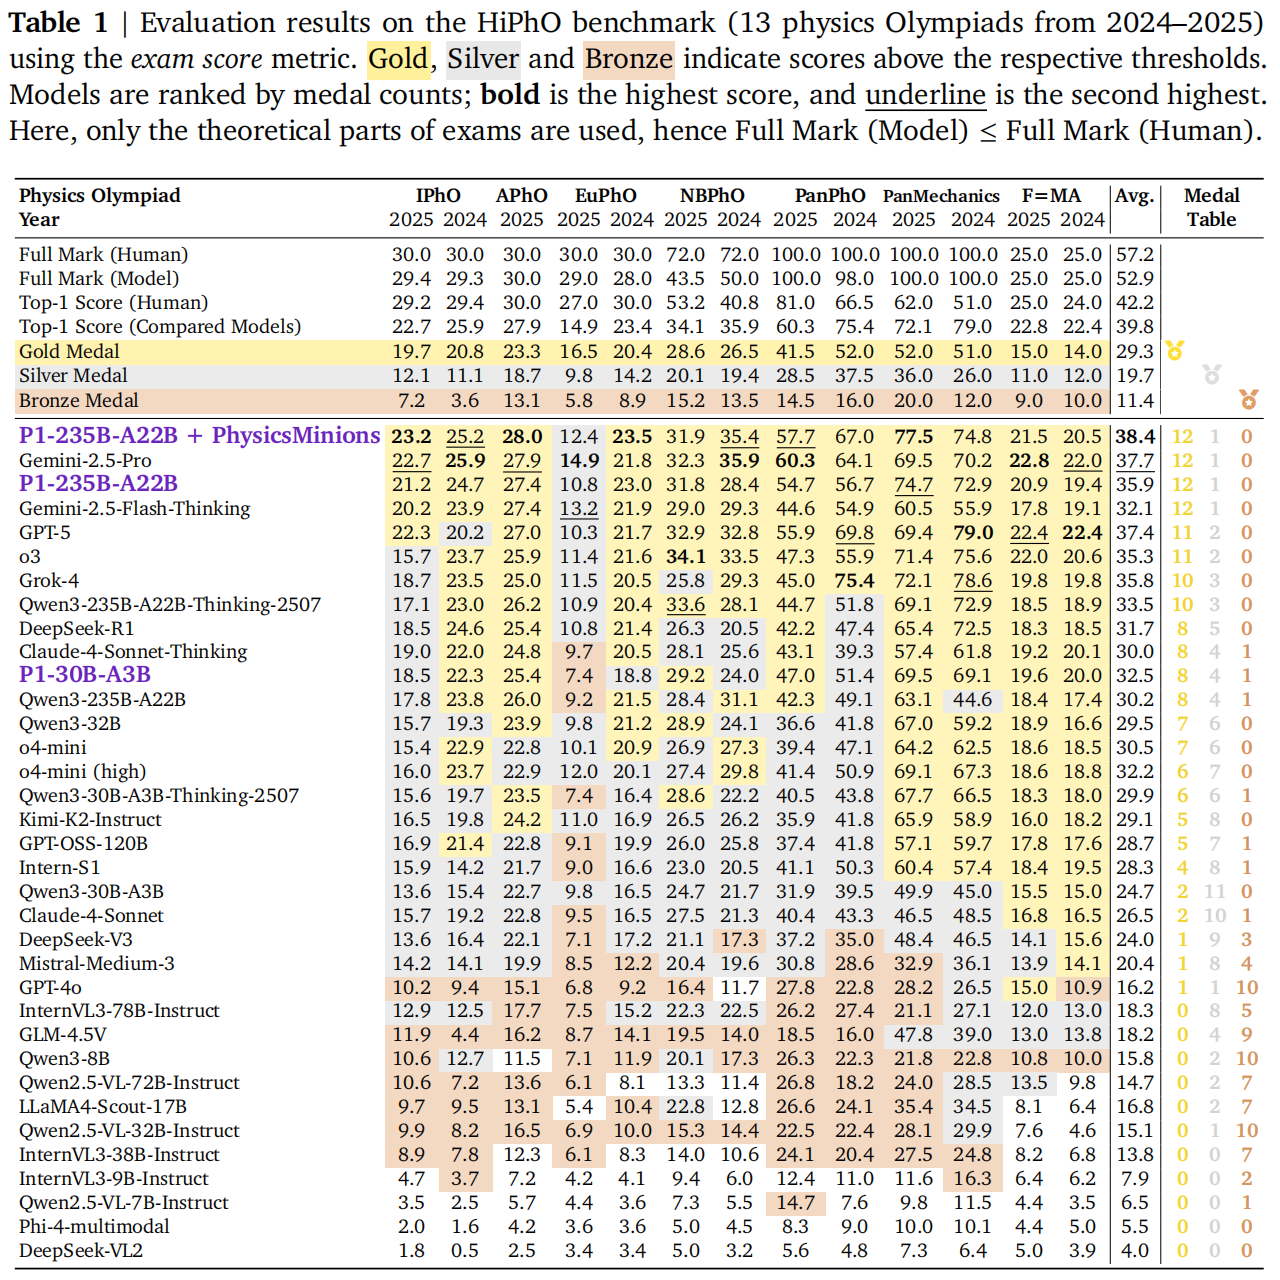 Table 1 | Evaluation results on the HiPhO benchmark (13 physics Olympiads from 2024–2025)
using the exam score metric. Gold, Silver and Bronze indicate scores above the respective thresholds.
Models are ranked by medal counts; bold is the highest score, and underline is the second highest.
Here, only the theoretical parts of exams are used, hence Full Mark (Model) ≤ Full Mark (Human).
Physics Olympiad IPhO APhO EuPhO NBPhO PanPhO PanMechanics F=MA Avg. Medal
Year 2025 2024 2025 2025 2024 2025 2024 2025 2024 2025 2024 2025 2024 Table
Full Mark (Human) 30.0 30.0 30.0 30.0 30.0 72.0 72.0 100.0 100.0 100.0 100.0 25.0 25.0 57.2
Full Mark (Model) 29.4 29.3 30.0 29.0 28.0 43.5 50.0 100.0 98.0 100.0 100.0 25.0 25.0 52.9
Top-1 Score (Human) 29.2 29.4 30.0 27.0 30.0 53.2 40.8 81.0 66.5 62.0 51.0 25.0 24.0 42.2
Top-1 Score (Compared Models) 22.7 25.9 27.9 14.9 23.4 34.1 35.9 60.3 75.4 72.1 79.0 22.8 22.4 39.8
Gold Medal 19.7 20.8 23.3 16.5 20.4 28.6 26.5 41.5 52.0 52.0 51.0 15.0 14.0 29.3
Silver Medal 12.1 11.1 18.7 9.8 14.2 20.1 19.4 28.5 37.5 36.0 26.0 11.0 12.0 19.7
Bronze Medal 7.2 3.6 13.1 5.8 8.9 15.2 13.5 14.5 16.0 20.0 12.0 9.0 10.0 11.4
P1-235B-A22B + PhysicsMinions 23.2 25.2 28.0 12.4 23.5 31.9 35.4 57.7 67.0 77.5 74.8 21.5 20.5 38.4 12 1 0
Gemini-2.5-Pro 22.7 25.9 27.9 14.9 21.8 32.3 35.9 60.3 64.1 69.5 70.2 22.8 22.0 37.7 12 1 0
P1-235B-A22B 21.2 24.7 27.4 10.8 23.0 31.8 28.4 54.7 56.7 74.7 72.9 20.9 19.4 35.9 12 1 0
Gemini-2.5-Flash-Thinking 20.2 23.9 27.4 13.2 21.9 29.0 29.3 44.6 54.9 60.5 55.9 17.8 19.1 32.1 12 1 0
GPT-5 22.3 20.2 27.0 10.3 21.7 32.9 32.8 55.9 69.8 69.4 79.0 22.4 22.4 37.4 11 2 0
o3 15.7 23.7 25.9 11.4 21.6 34.1 33.5 47.3 55.9 71.4 75.6 22.0 20.6 35.3 11 2 0
Grok-4 18.7 23.5 25.0 11.5 20.5 25.8 29.3 45.0 75.4 72.1 78.6 19.8 19.8 35.8 10 3 0
Qwen3-235B-A22B-Thinking-2507 17.1 23.0 26.2 10.9 20.4 33.6 28.1 44.7 51.8 69.1 72.9 18.5 18.9 33.5 10 3 0
DeepSeek-R1 18.5 24.6 25.4 10.8 21.4 26.3 20.5 42.2 47.4 65.4 72.5 18.3 18.5 31.7 8 5 0
Claude-4-Sonnet-Thinking 19.0 22.0 24.8 9.7 20.5 28.1 25.6 43.1 39.3 57.4 61.8 19.2 20.1 30.0 8 4 1
P1-30B-A3B 18.5 22.3 25.4 7.4 18.8 29.2 24.0 47.0 51.4 69.5 69.1 19.6 20.0 32.5 8 4 1
Qwen3-235B-A22B 17.8 23.8 26.0 9.2 21.5 28.4 31.1 42.3 49.1 63.1 44.6 18.4 17.4 30.2 8 4 1
Qwen3-32B 15.7 19.3 23.9 9.8 21.2 28.9 24.1 36.6 41.8 67.0 59.2 18.9 16.6 29.5 7 6 0
o4-mini 15.4 22.9 22.8 10.1 20.9 26.9 27.3 39.4 47.1 64.2 62.5 18.6 18.5 30.5 7 6 0
o4-mini (high) 16.0 23.7 22.9 12.0 20.1 27.4 29.8 41.4 50.9 69.1 67.3 18.6 18.8 32.2 6 7 0
Qwen3-30B-A3B-Thinking-2507 15.6 19.7 23.5 7.4 16.4 28.6 22.2 40.5 43.8 67.7 66.5 18.3 18.0 29.9 6 6 1
Kimi-K2-Instruct 16.5 19.8 24.2 11.0 16.9 26.5 26.2 35.9 41.8 65.9 58.9 16.0 18.2 29.1 5 8 0
GPT-OSS-120B 16.9 21.4 22.8 9.1 19.9 26.0 25.8 37.4 41.8 57.1 59.7 17.8 17.6 28.7 5 7 1
Intern-S1 15.9 14.2 21.7 9.0 16.6 23.0 20.5 41.1 50.3 60.4 57.4 18.4 19.5 28.3 4 8 1
Qwen3-30B-A3B 13.6 15.4 22.7 9.8 16.5 24.7 21.7 31.9 39.5 49.9 45.0 15.5 15.0 24.7 2 11 0
Claude-4-Sonnet 15.7 19.2 22.8 9.5 16.5 27.5 21.3 40.4 43.3 46.5 48.5 16.8 16.5 26.5 2 10 1
DeepSeek-V3 13.6 16.4 22.1 7.1 17.2 21.1 17.3 37.2 35.0 48.4 46.5 14.1 15.6 24.0 1 9 3
Mistral-Medium-3 14.2 14.1 19.9 8.5 12.2 20.4 19.6 30.8 28.6 32.9 36.1 13.9 14.1 20.4 1 8 4
GPT-4o 10.2 9.4 15.1 6.8 9.2 16.4 11.7 27.8 22.8 28.2 26.5 15.0 10.9 16.2 1 1 10
InternVL3-78B-Instruct 12.9 12.5 17.7 7.5 15.2 22.3 22.5 26.2 27.4 21.1 27.1 12.0 13.0 18.3 0 8 5
GLM-4.5V 11.9 4.4 16.2 8.7 14.1 19.5 14.0 18.5 16.0 47.8 39.0 13.0 13.8 18.2 0 4 9
Qwen3-8B 10.6 12.7 11.5 7.1 11.9 20.1 17.3 26.3 22.3 21.8 22.8 10.8 10.0 15.8 0 2 10
Qwen2.5-VL-72B-Instruct 10.6 7.2 13.6 6.1 8.1 13.3 11.4 26.8 18.2 24.0 28.5 13.5 9.8 14.7 0 2 7
LLaMA4-Scout-17B 9.7 9.5 13.1 5.4 10.4 22.8 12.8 26.6 24.1 35.4 34.5 8.1 6.4 16.8 0 2 7
Qwen2.5-VL-32B-Instruct 9.9 8.2 16.5 6.9 10.0 15.3 14.4 22.5 22.4 28.1 29.9 7.6 4.6 15.1 0 1 10
InternVL3-38B-Instruct 8.9 7.8 12.3 6.1 8.3 14.0 10.6 24.1 20.4 27.5 24.8 8.2 6.8 13.8 0 0 7
InternVL3-9B-Instruct 4.7 3.7 7.2 4.2 4.1 9.4 6.0 12.4 11.0 11.6 16.3 6.4 6.2 7.9 0 0 2
Qwen2.5-VL-7B-Instruct 3.5 2.5 5.7 4.4 3.6 7.3 5.5 14.7 7.6 9.8 11.5 4.4 3.5 6.5 0 0 1
Phi-4-multimodal 2.0 1.6 4.2 3.6 3.6 5.0 4.5 8.3 9.0 10.0 10.1 4.4 5.0 5.5 0 0 0
DeepSeek-VL2 1.8 0.5 2.5 3.4 3.4 5.0 3.2 5.6 4.8 7.3 6.4 5.0 3.9 4.0 0 0 0